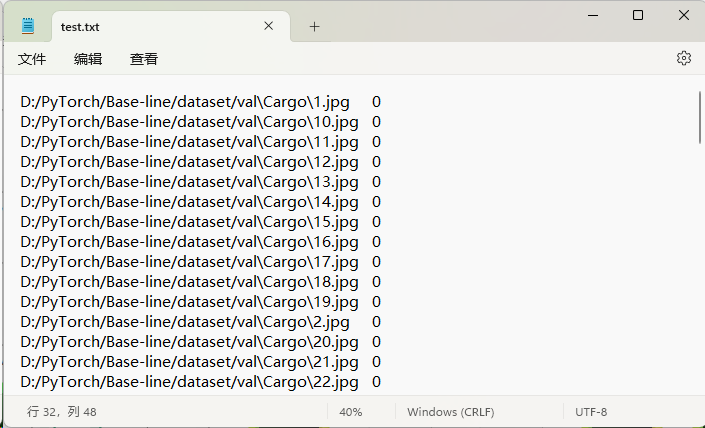 test.txt
文件 编辑 查看
D:/PyTorch/Base-line/dataset/val\Cargo\1.jpg 0
D:/PyTorch/Base-line/dataset/val\Cargo\10.jpg 0
D:/PyTorch/Base-line/dataset/val\Cargo\11.jpg 0
D:/PyTorch/Base-line/dataset/val\Cargo\12.jpg 0
D:/PyTorch/Base-line/dataset/val\Cargo\13.jpg 0
D:/PyTorch/Base-line/dataset/val\Cargo\14.jpg 0
D:/PyTorch/Base-line/dataset/val\Cargo\15.jpg 0
D:/PyTorch/Base-line/dataset/val\Cargo\16.jpg 0
D:/PyTorch/Base-line/dataset/val\Cargo\17.jpg 0
D:/PyTorch/Base-line/dataset/val\Cargo\18.jpg 0
D:/PyTorch/Base-line/dataset/val\Cargo\19.jpg 0
D:/PyTorch/Base-line/dataset/val\Cargo\2.jpg 0
D:/PyTorch/Base-line/dataset/val\Cargo\20.jpg 0
D:/PyTorch/Base-line/dataset/val\Cargo\21.jpg 0
D:/PyTorch/Base-line/dataset/val\Cargo\22.jpg 0
行 32，列 48 40% Windows (CRLF) UTF-8